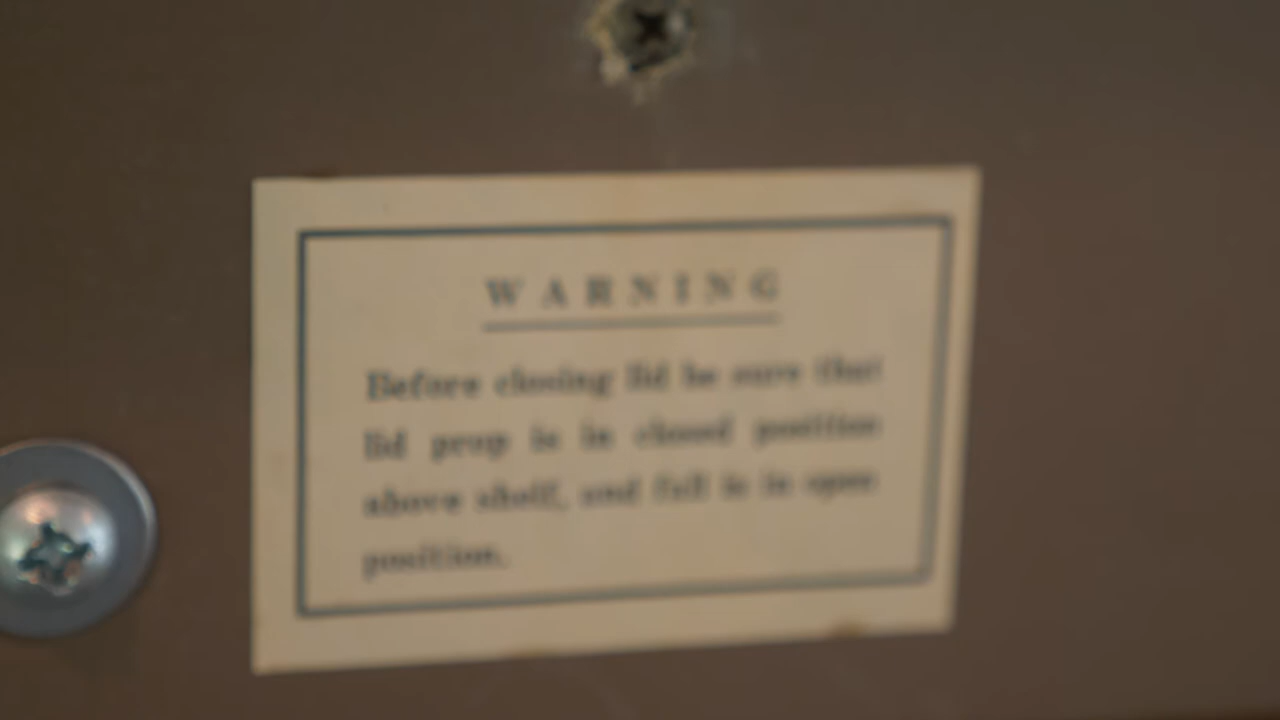 WARNING
Before closing lid be sure that
lid prop is in closed position
above shelf, and fall is in open
position.